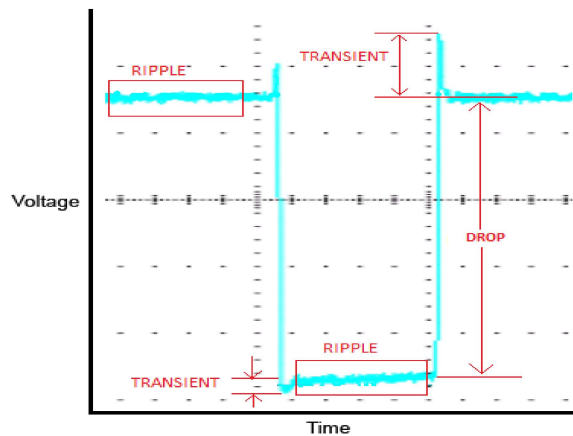 TRANSIENT
RIPPLE
Voltage
DROP
RIPPLE
TRANSIENT
Time